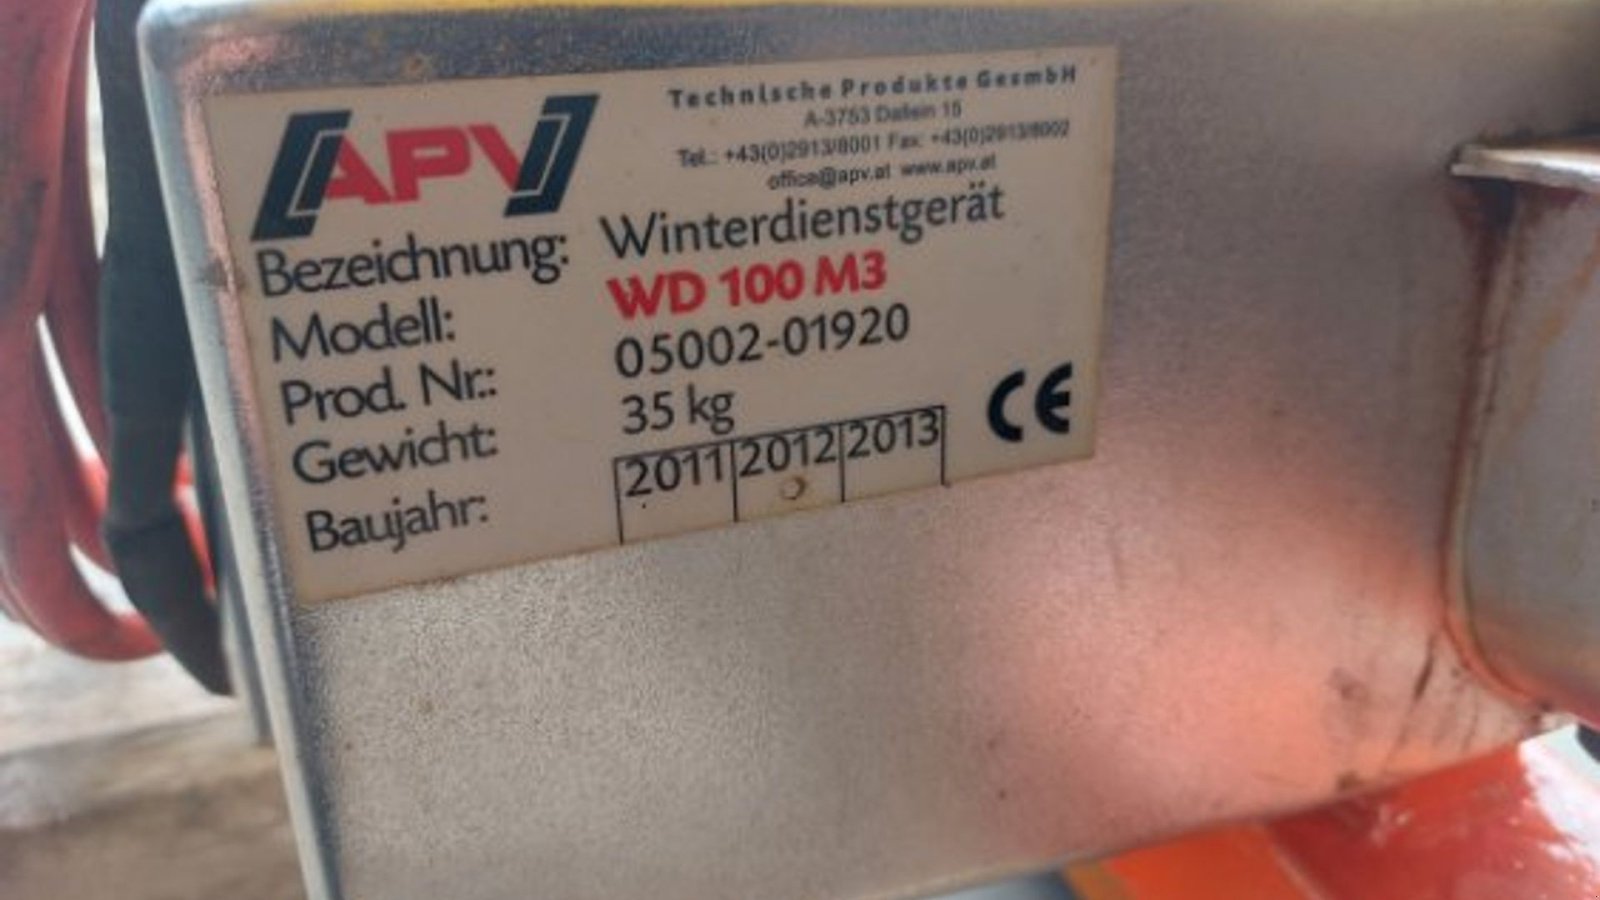 [APV]
Technische Produkte GesmbH
A-3753 Dallein 15
Tel.: +43(0)2913/8001 Fax: +43(0)2913/8002
office@apv.at www.apv.at
Bezeichnung: Winterdienstgerät
Modell: WD 100 M3
Prod. Nr.: 05002-01920
Gewicht: 35 kg
Baujahr: 2011 2012 2013
CE